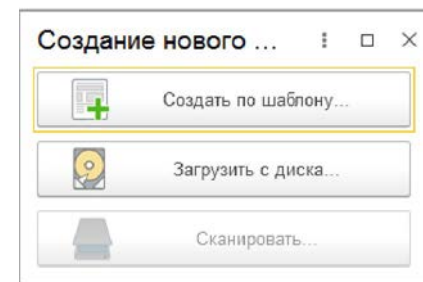 Создание нового ...
Создать по шаблону...
Загрузить с диска...
Сканировать...